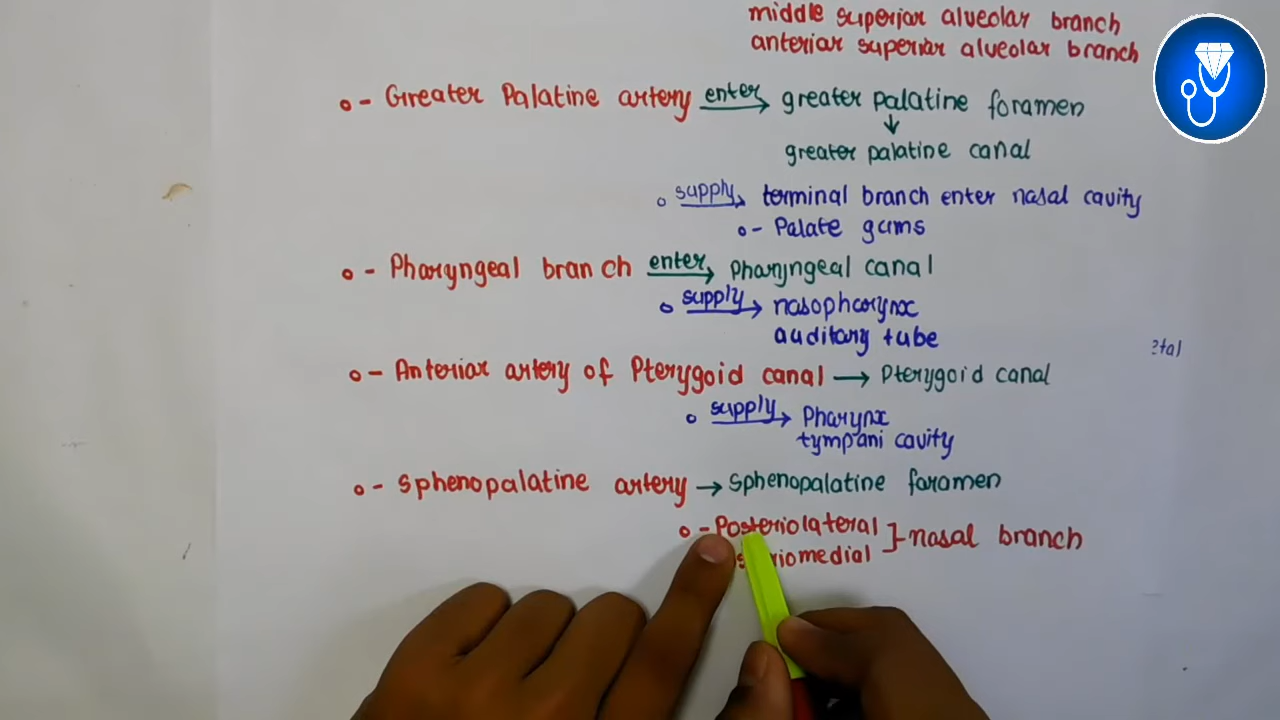 middle superior alveolar branch
anterior superior alveolar branch
- Greater Palatine artery enter greater palatine foramen
greater palatine canal
supply terminal branch enter nasal cavity
- Palate gums
- Pharyngeal branch enter Pharyngeal canal
supply nasopharynx
auditary tube
- Anterior artery of Pterygoid canal → Pterygoid canal
supply Pharynx
tympani cavity
- Sphenopalatine artery → Sphenopalatine foramen
- Posteriolateral } nasal branch